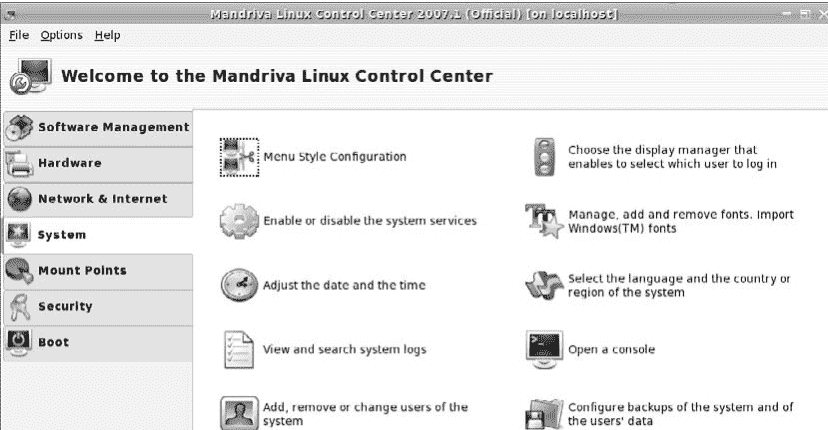 Mandriva Linux Control Center 2007.1 (Official) [on localhost]
File Options Help
Welcome to the Mandriva Linux Control Center
Software Management
Hardware
Network & Internet
System
Mount Points
Security
Boot
Menu Style Configuration
Choose the display manager that
enables to select which user to log in
Enable or disable the system services
Manage, add and remove fonts. Import
Windows(TM) fonts
Adjust the date and the time
Select the language and the country or
region of the system
View and search system logs
Open a console
Add, remove or change users of the
system
Configure backups of the system and of
the users' data